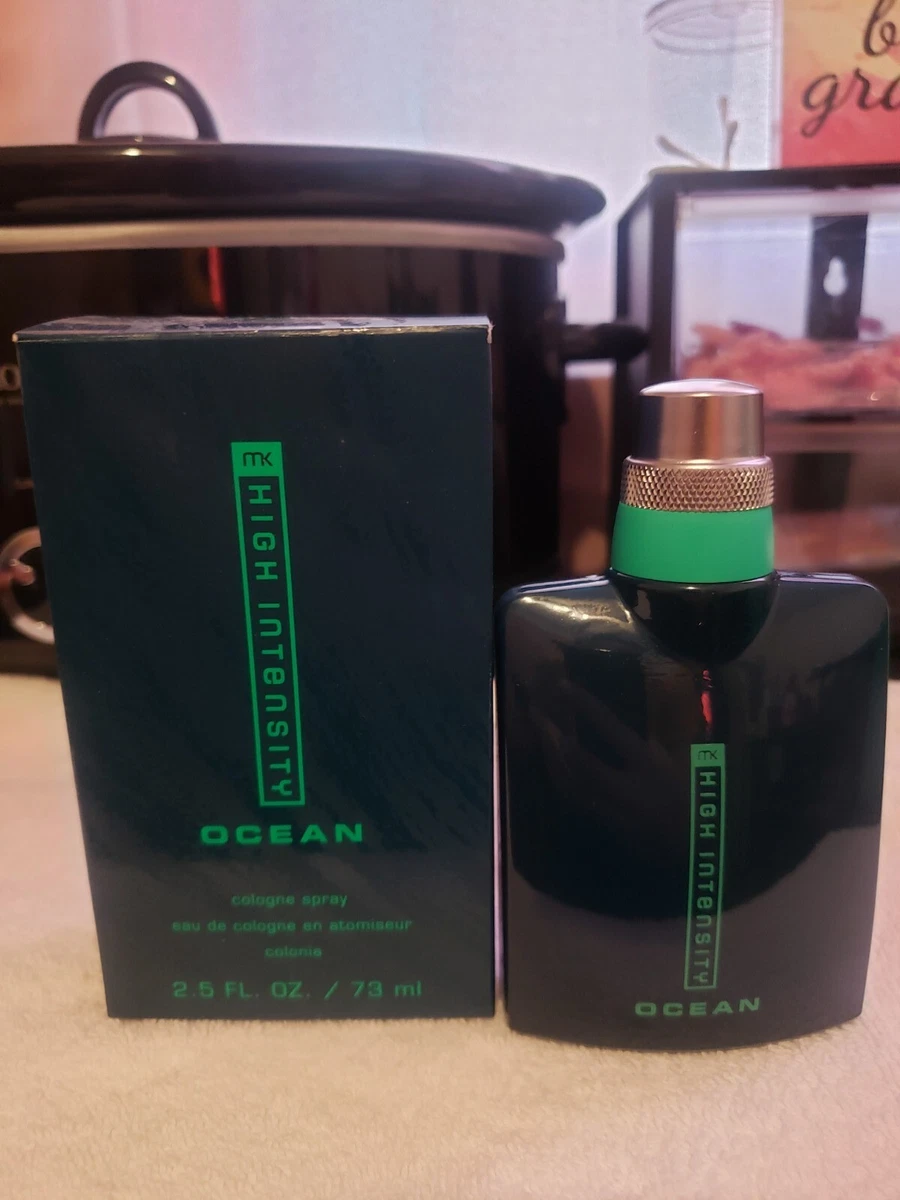 MK
HIGH INTENSITY
OCEAN
cologne spray
eau de cologne en atomiseur
colonia
2.5 FL. OZ. / 73 ml
MK
HIGH INTENSITY
OCEAN